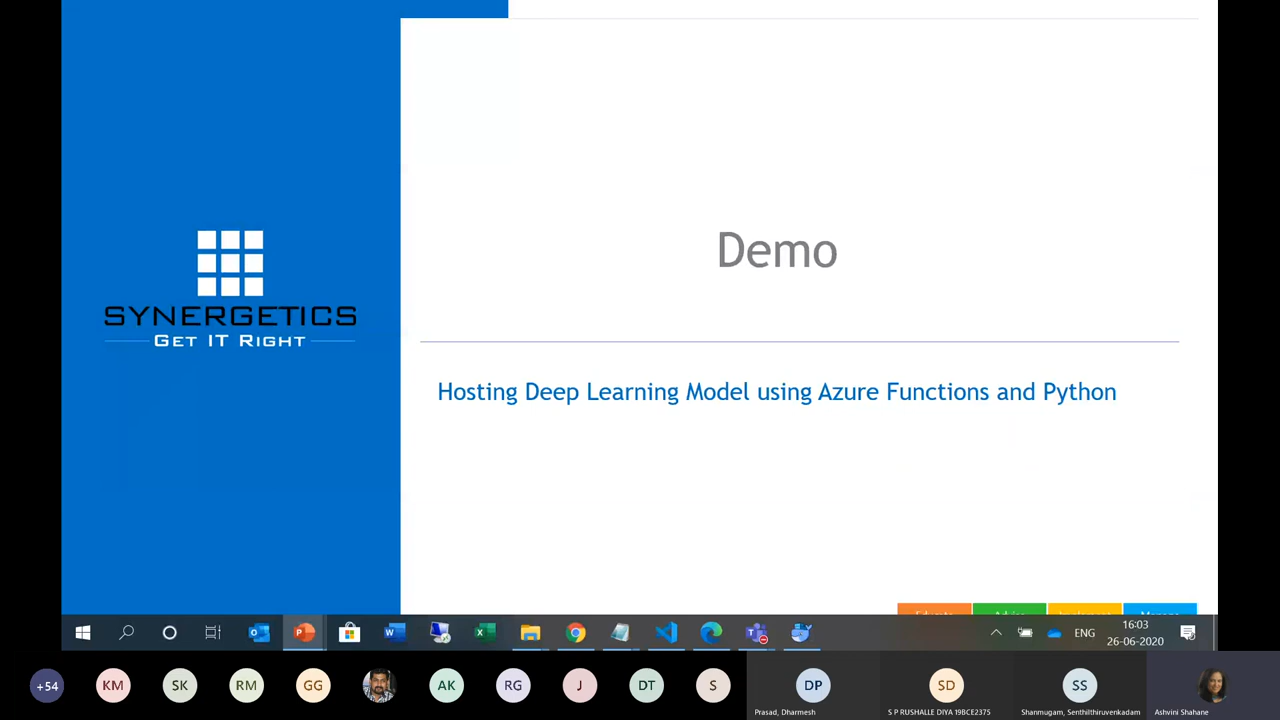 Demo
SYNERGETICS
GET IT RIGHT
Hosting Deep Learning Model using Azure Functions and Python
ENG
16:03
26-06-2020
+54
KM
SK
RM
GG
AK
RG
J
DT
S
DP
SD
SS
Prasad, Dharmesh
S P RUSHALLE DIYA 19BCE2375
Shanmugam, Senthilthiruvenkadam
Ashvini Shahane